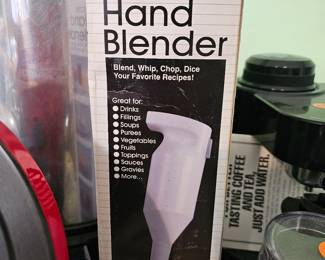 Hand
Blender
Blend, Whip, Chop, Dice
Your Favorite Recipes!
Great for:
Drinks
Fillings
Soups
Purees
Vegetables
Fruits
Toppings
Sauces
Gravies
More...
TASTING COFFEE
AND TEA.
JUST ADD WATER.